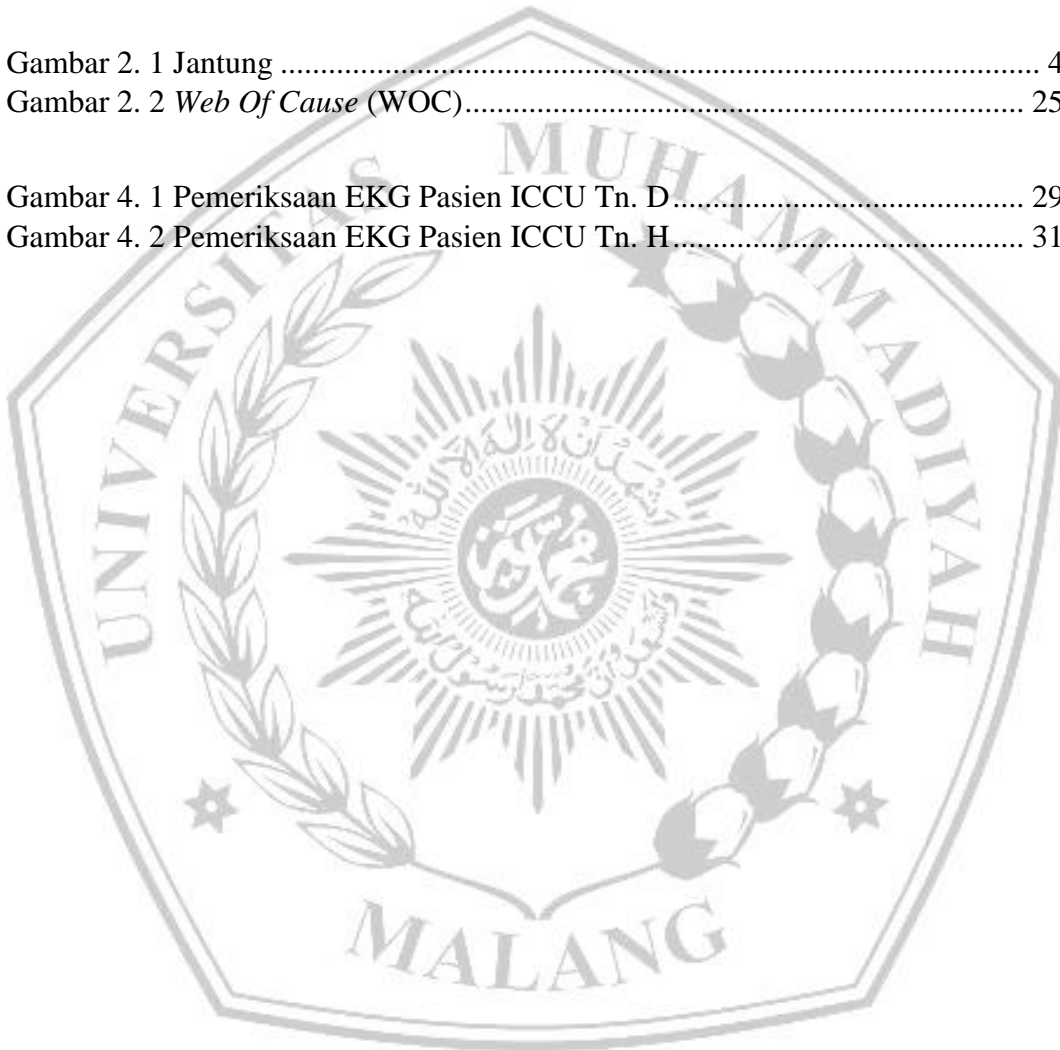 Gambar 2. 1 Jantung ............................................................................................... 4
Gambar 2. 2 Web Of Cause (WOC)...................................................................... 25
Gambar 4. 1 Pemeriksaan EKG Pasien ICCU Tn. D............................................ 29
Gambar 4. 2 Pemeriksaan EKG Pasien ICCU Tn. H............................................ 31
UNIVERSITAS MUHAMMADIYAH
MALANG